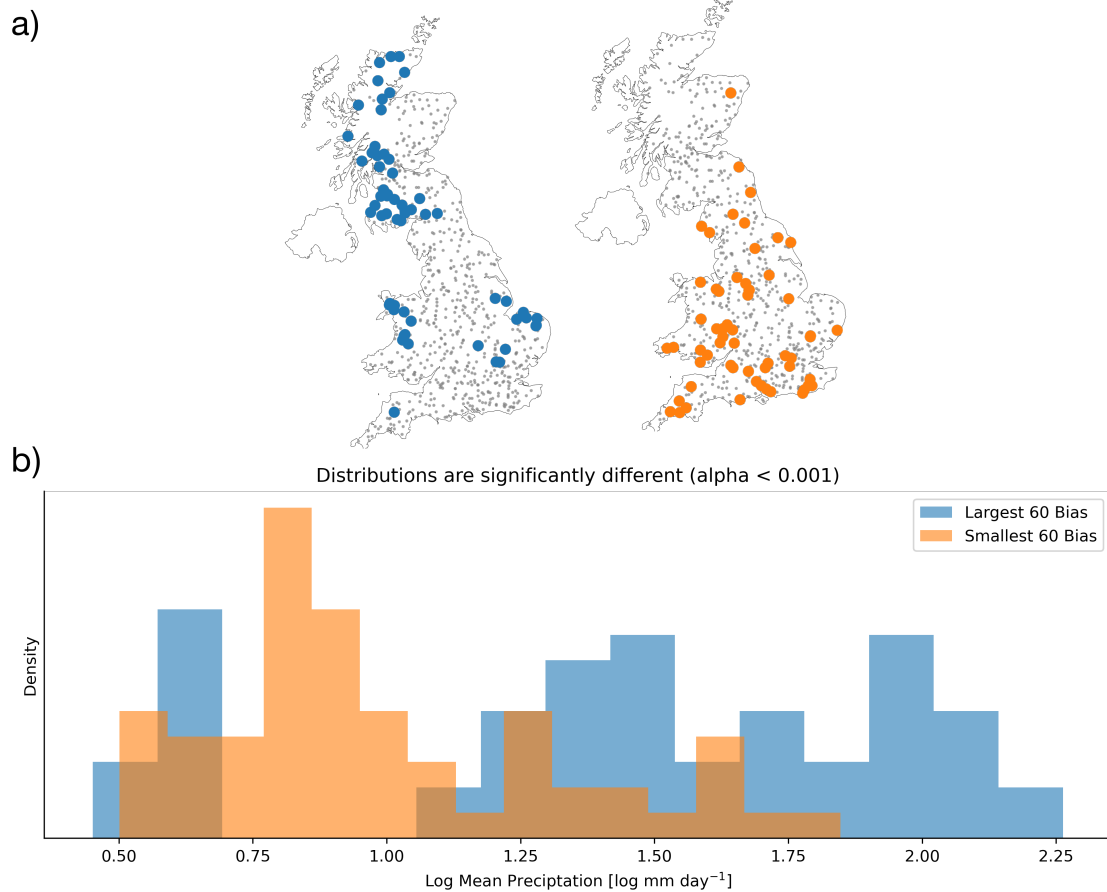 a)
b)
Distributions are significantly different (alpha < 0.001)
Largest 60 Bias
Smallest 60 Bias
Density
0.50 0.75 1.00 1.25 1.50 1.75 2.00 2.25
Log Mean Preciptation [log mm day⁻¹]